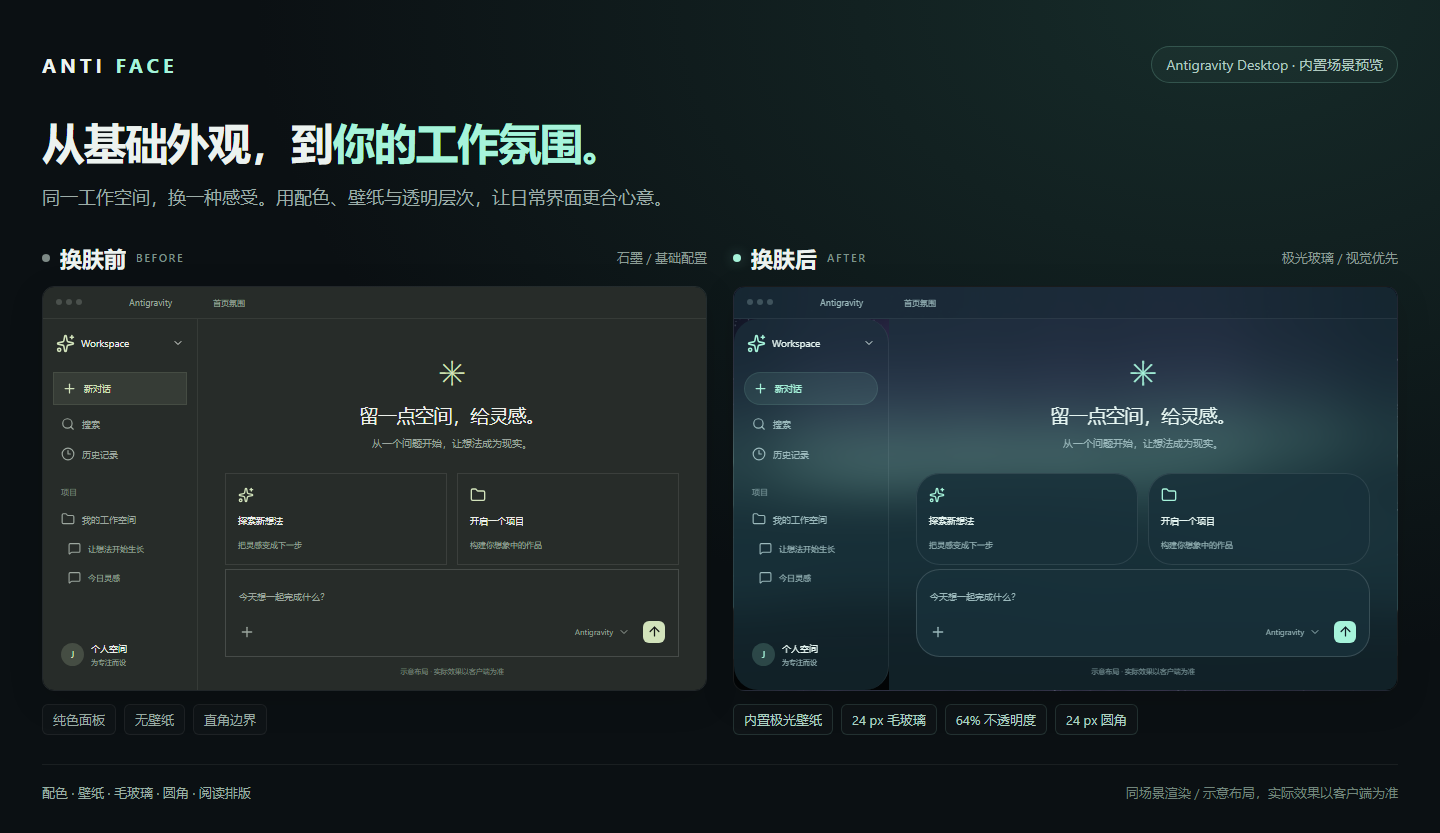 ANTI FACE
Antigravity Desktop · 内置场景预览
从基础外观，到你的工作氛围。
同一工作空间，换一种感受。用配色、壁纸与透明层次，让日常界面更合心意。
换肤前 BEFORE
石墨 / 基础配置
Antigravity
首页氛围
Workspace
新对话
搜索
历史记录
项目
我的工作空间
让想法开始生长
今日灵感
J
个人空间
为专注而设
留一点空间，给灵感。
从一个问题开始，让想法成为现实。
探索新想法
把灵感变成下一步
开启一个项目
构建你想象中的作品
今天想一起完成什么？
Antigravity
示意布局 · 实际效果以客户端为准
纯色面板
无壁纸
直角边界
换肤后 AFTER
极光玻璃 / 视觉优先
Antigravity
首页氛围
Workspace
新对话
搜索
历史记录
项目
我的工作空间
让想法开始生长
今日灵感
J
个人空间
为专注而设
留一点空间，给灵感。
从一个问题开始，让想法成为现实。
探索新想法
把灵感变成下一步
开启一个项目
构建你想象中的作品
今天想一起完成什么？
Antigravity
示意布局 · 实际效果以客户端为准
内置极光壁纸
24 px 毛玻璃
64% 不透明度
24 px 圆角
配色 · 壁纸 · 毛玻璃 · 圆角 · 阅读排版
同场景渲染 / 示意布局，实际效果以客户端为准